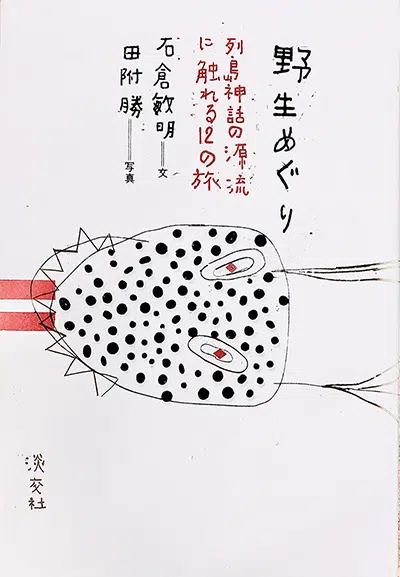 野生めぐり
列島神話の源流
に触れる12の旅
石倉敏明──文
田附勝──写真
淡交社